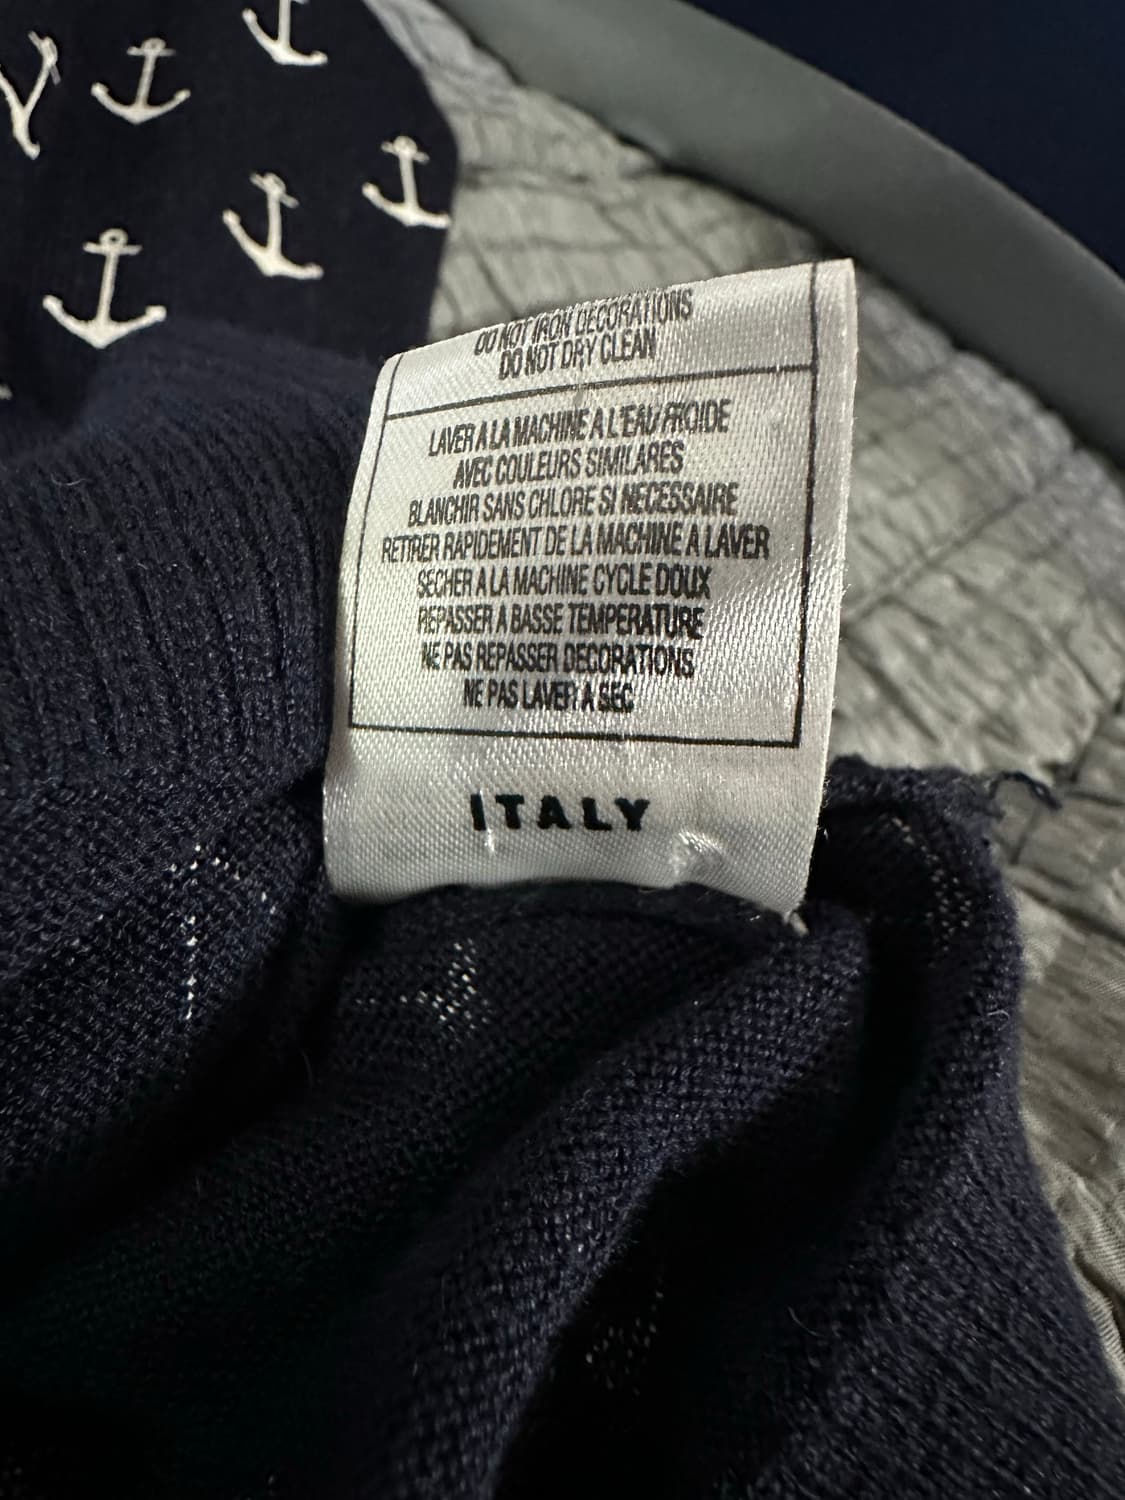 DO NOT IRON DECORATIONS
DO NOT DRY CLEAN
LAVER A LA MACHINE A L'EAU FROIDE
AVEC COULEURS SIMILARES
BLANCHIR SANS CHLORE SI NECESSAIRE
RETIRER RAPIDEMENT DE LA MACHINE A LAVER
SECHER A LA MACHINE CYCLE DOUX
REPASSER A BASSE TEMPERATURE
NE PAS REPASSER DECORATIONS
NE PAS LAVER A SEC
ITALY